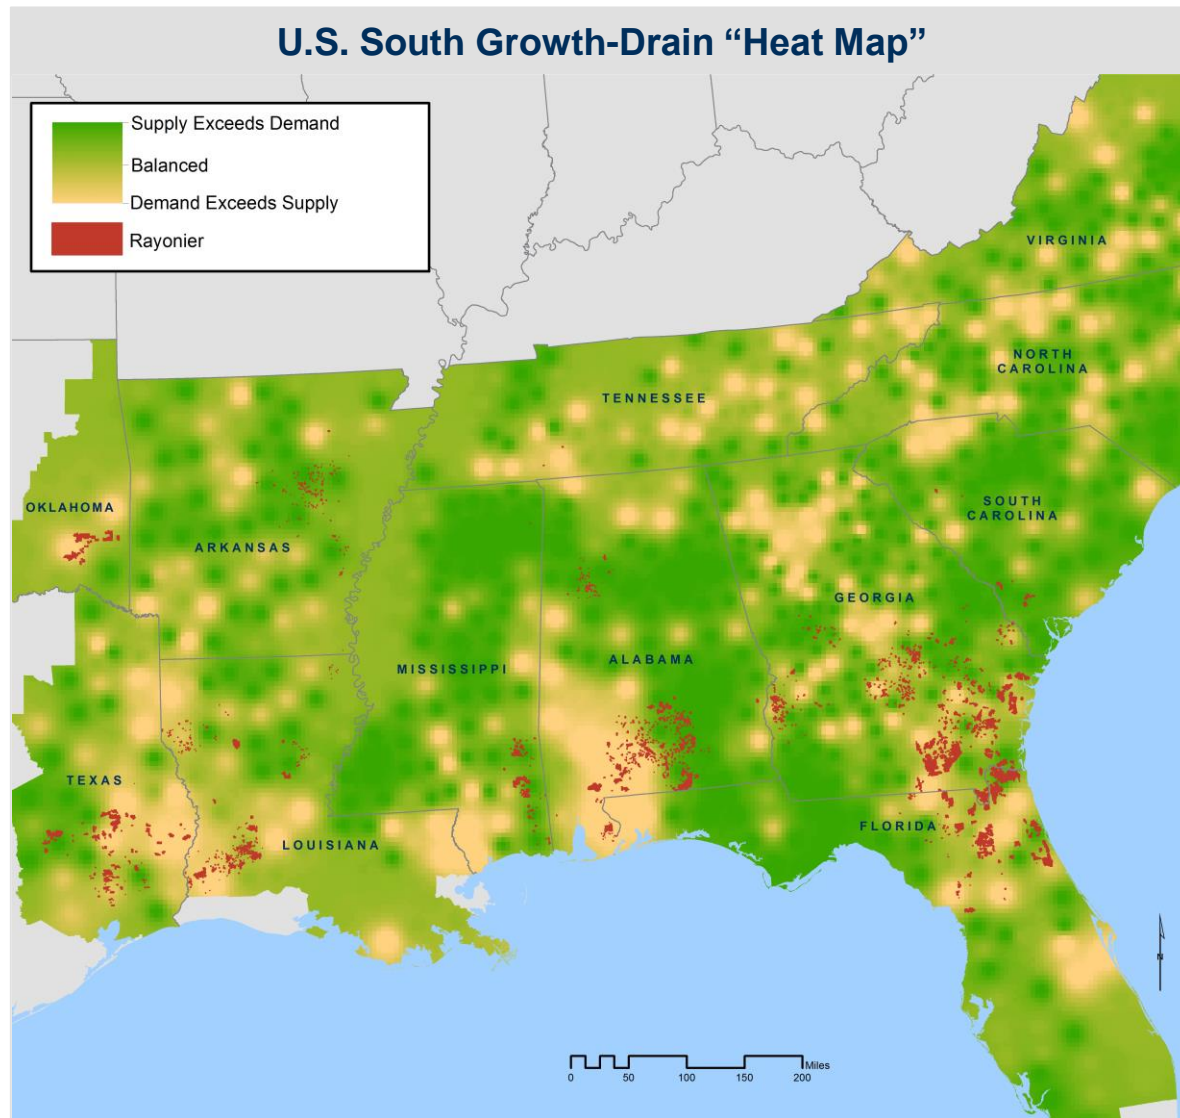 U.S. South Growth-Drain “Heat Map”
Supply Exceeds Demand
Balanced
Demand Exceeds Supply
Rayonier
VIRGINIA
NORTH
CAROLINA
TENNESSEE
OKLAHOMA
ARKANSAS
SOUTH
CAROLINA
GEORGIA
MISSISSIPPI
ALABAMA
TEXAS
LOUISIANA
FLORIDA
N
Miles
0 50 100 150 200